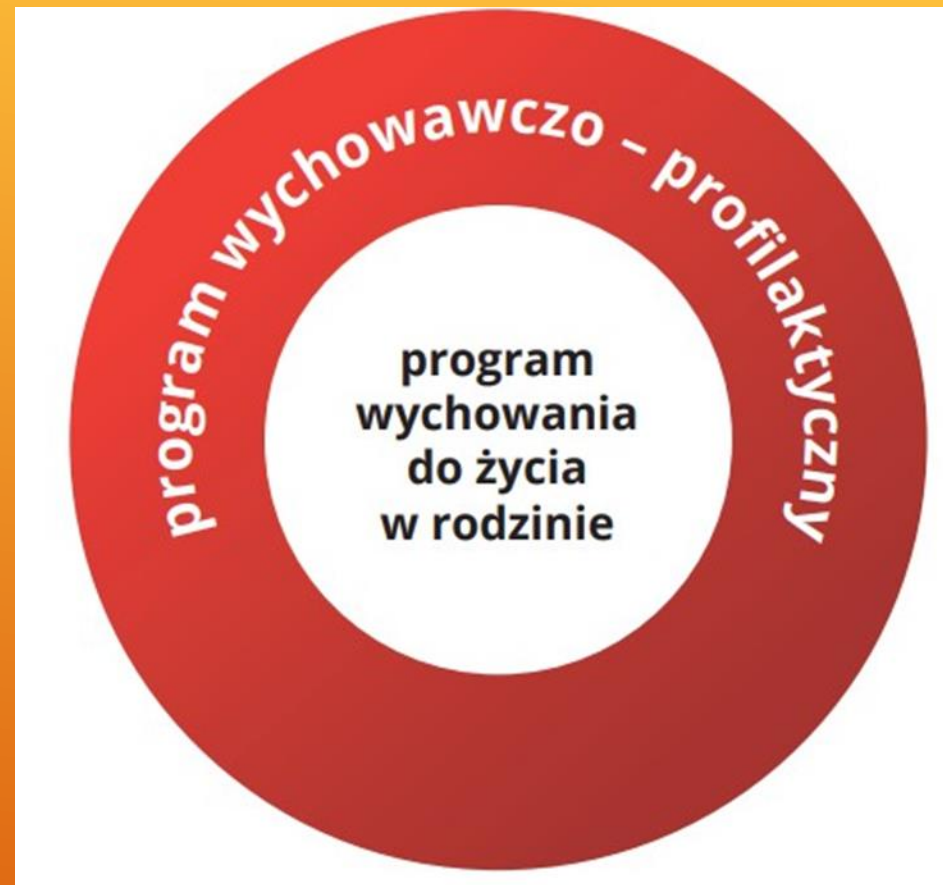 program wychowawczo – profilaktyczny
program
wychowania
do życia
w rodzinie